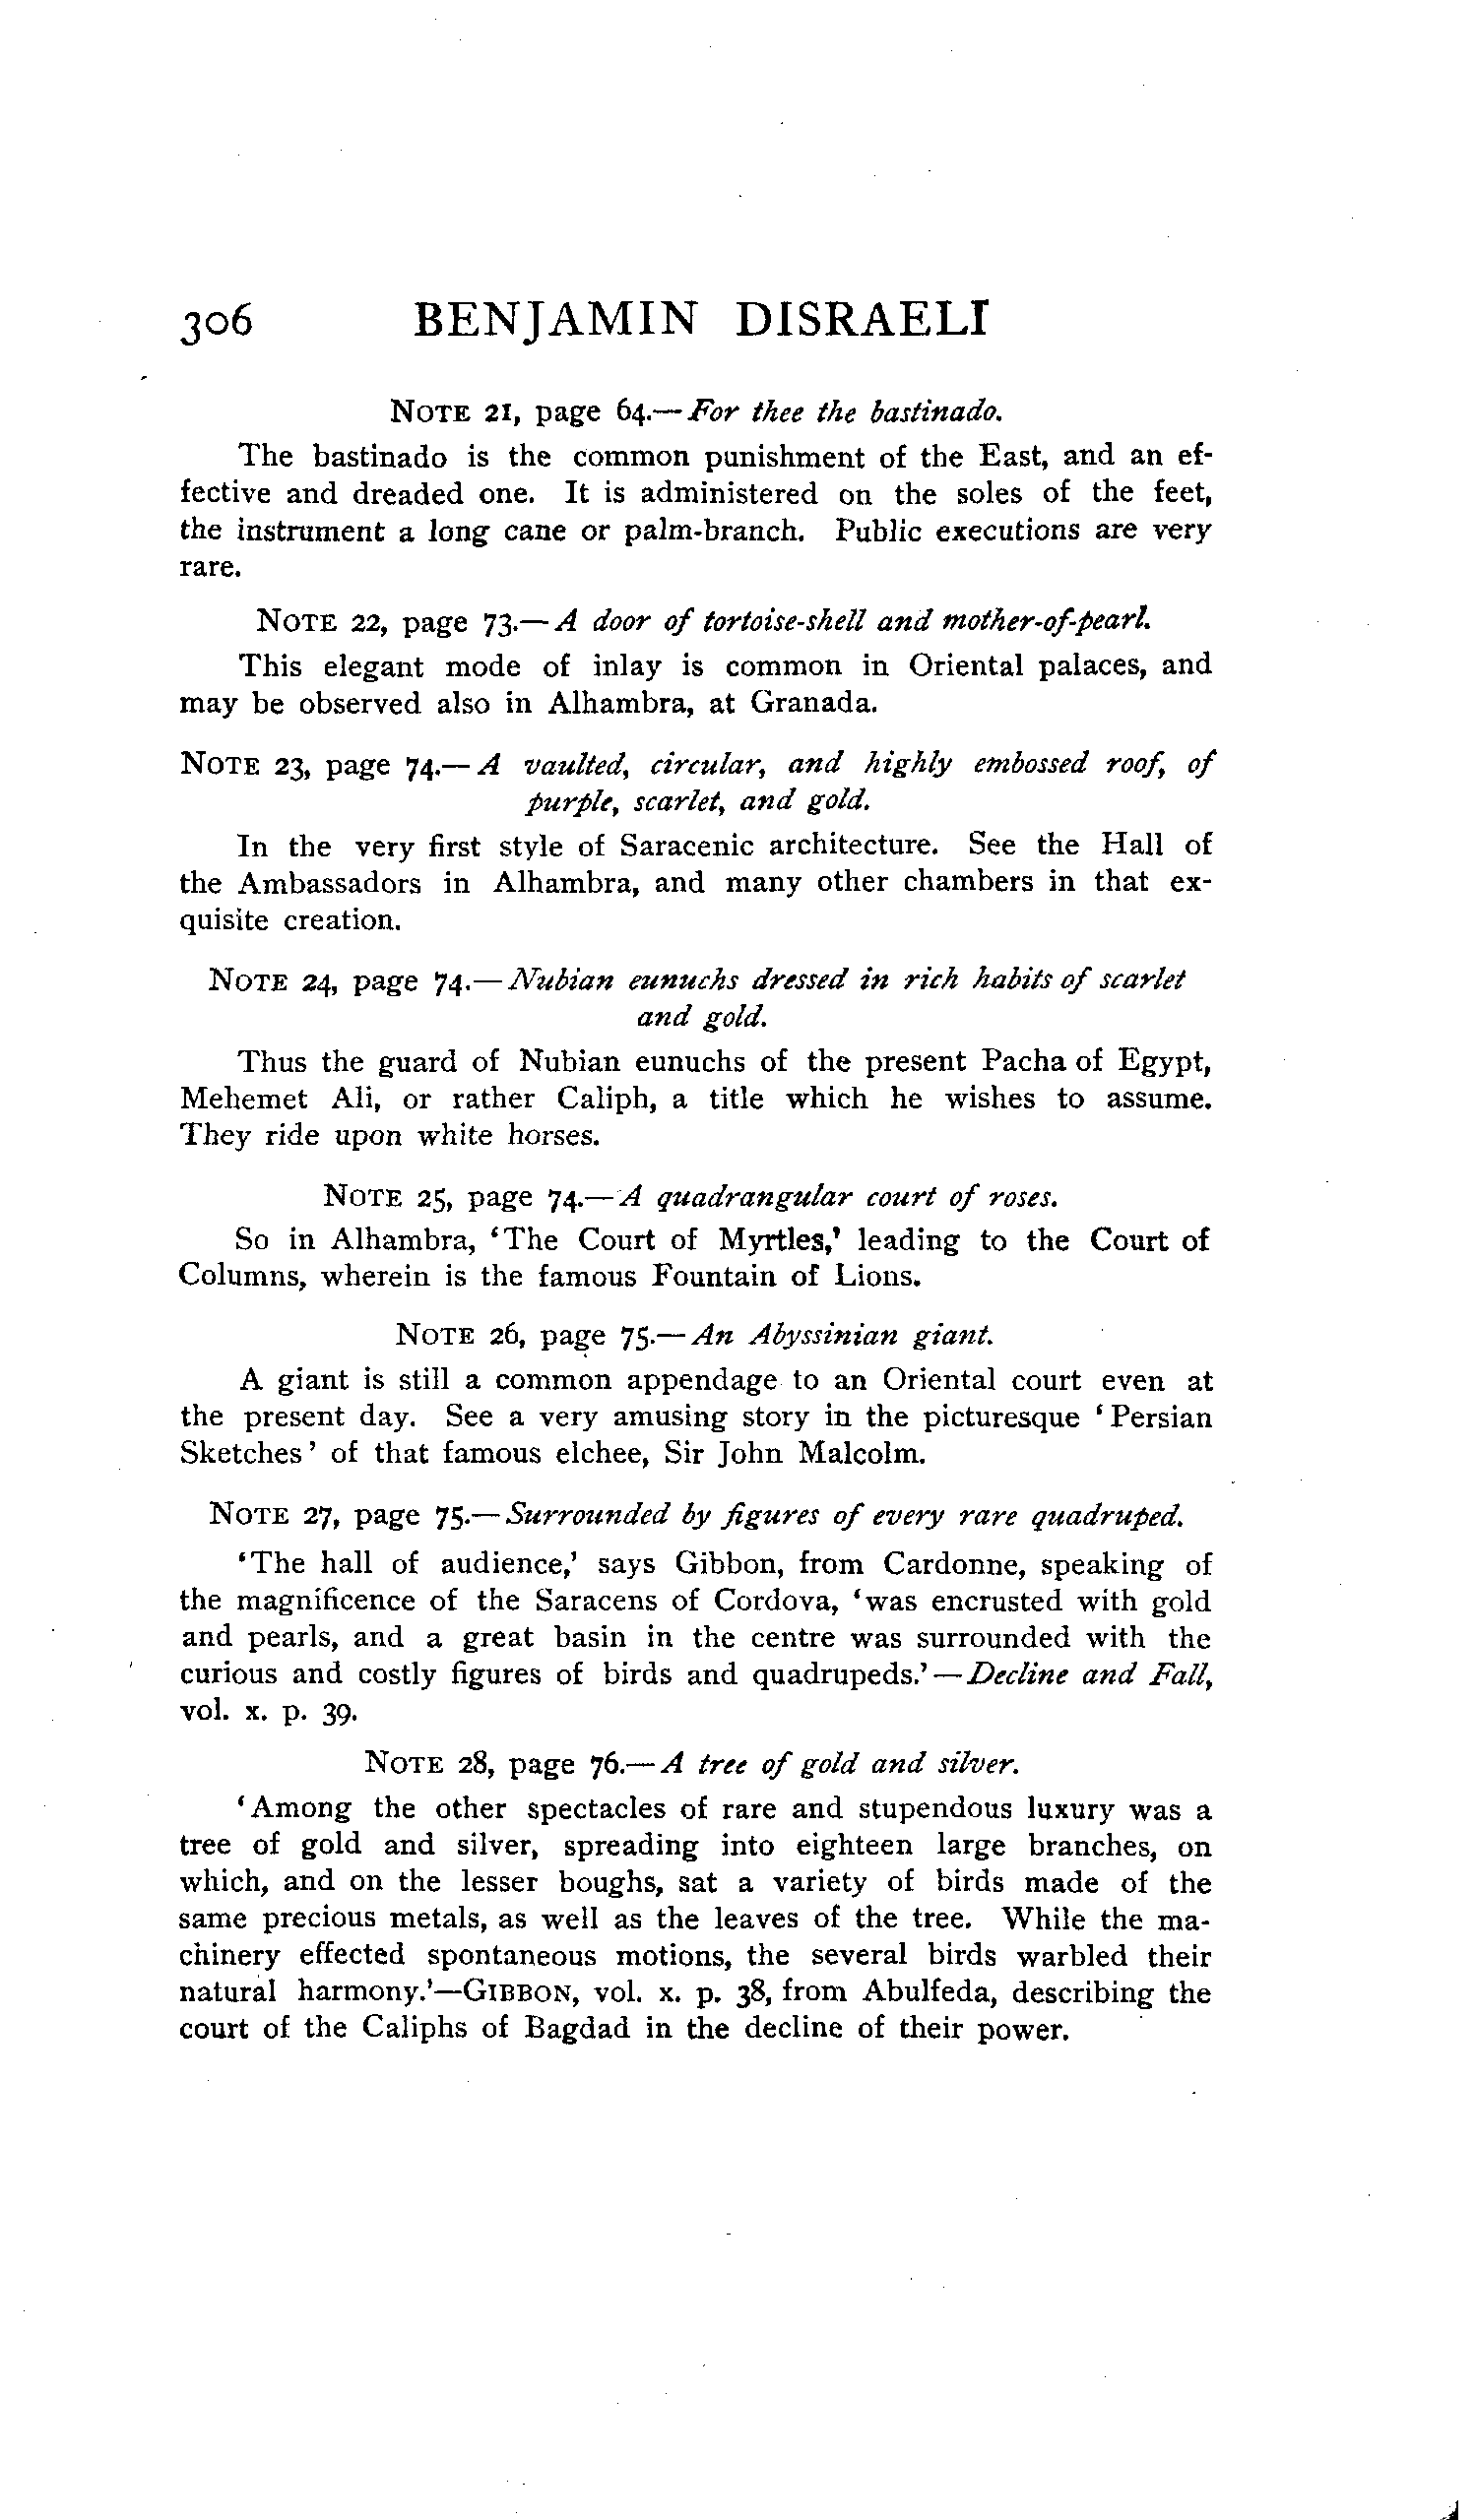 306 BENJAMIN DISRAELI
NOTE 21, page 64.—For thee the bastinado.
The bastinado is the common punishment of the East, and an ef-
fective and dreaded one. It is administered on the soles of the feet,
the instrument a long cane or palm-branch. Public executions are very
rare.
NOTE 22, page 73.—A door of tortoise-shell and mother-of-pearl.
This elegant mode of inlay is common in Oriental palaces, and
may be observed also in Alhambra, at Granada.
NOTE 23, page 74.—A vaulted, circular, and highly embossed roof, of
purple, scarlet, and gold.
In the very first style of Saracenic architecture. See the Hall of
the Ambassadors in Alhambra, and many other chambers in that ex-
quisite creation.
NOTE 24, page 74.—Nubian eunuchs dressed in rich habits of scarlet
and gold.
Thus the guard of Nubian eunuchs of the present Pacha of Egypt,
Mehemet Ali, or rather Caliph, a title which he wishes to assume.
They ride upon white horses.
NOTE 25, page 74.—A quadrangular court of roses.
So in Alhambra, ‘The Court of Myrtles,’ leading to the Court of
Columns, wherein is the famous Fountain of Lions.
NOTE 26, page 75.—An Abyssinian giant.
A giant is still a common appendage to an Oriental court even at
the present day. See a very amusing story in the picturesque ‘Persian
Sketches’ of that famous elchee, Sir John Malcolm.
NOTE 27, page 75.—Surrounded by figures of every rare quadruped.
‘The hall of audience,’ says Gibbon, from Cardonne, speaking of
the magnificence of the Saracens of Cordova, ‘was encrusted with gold
and pearls, and a great basin in the centre was surrounded with the
curious and costly figures of birds and quadrupeds.’—Decline and Fall,
vol. x. p. 39.
NOTE 28, page 76.—A tree of gold and silver.
‘Among the other spectacles of rare and stupendous luxury was a
tree of gold and silver, spreading into eighteen large branches, on
which, and on the lesser boughs, sat a variety of birds made of the
same precious metals, as well as the leaves of the tree. While the ma-
chinery effected spontaneous motions, the several birds warbled their
natural harmony.’—GIBBON, vol. x. p. 38, from Abulfeda, describing the
court of the Caliphs of Bagdad in the decline of their power.